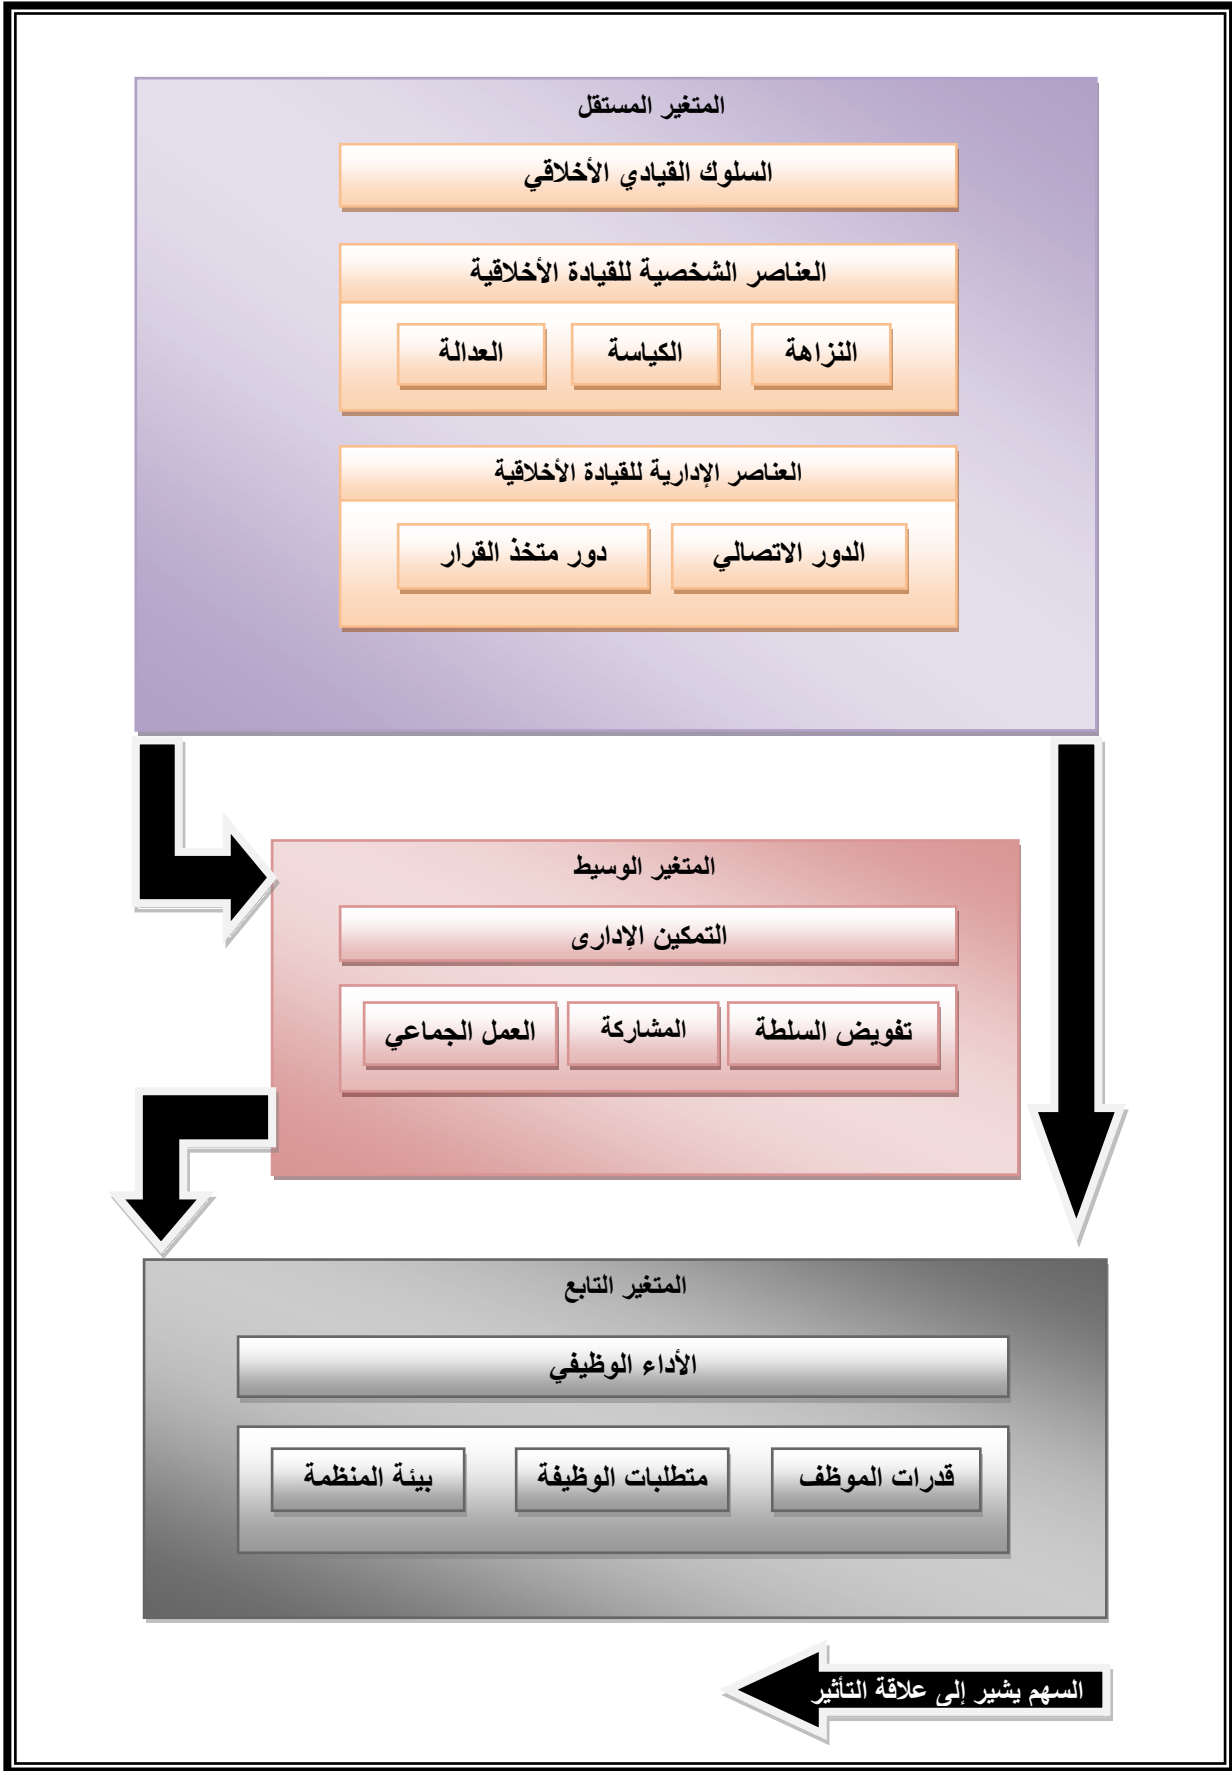 المتغير المستقل
السلوك القيادي الأخلاقي
العناصر الشخصية للقيادة الأخلاقية
النزاهة
الكياسة
العدالة
العناصر الإدارية للقيادة الأخلاقية
الدور الاتصالي
دور متخذ القرار
المتغير الوسيط
التمكين الإدارى
تفويض السلطة
المشاركة
العمل الجماعي
المتغير التابع
الأداء الوظيفي
قدرات الموظف
متطلبات الوظيفة
بيئة المنظمة
السهم يشير إلى علاقة التأثير